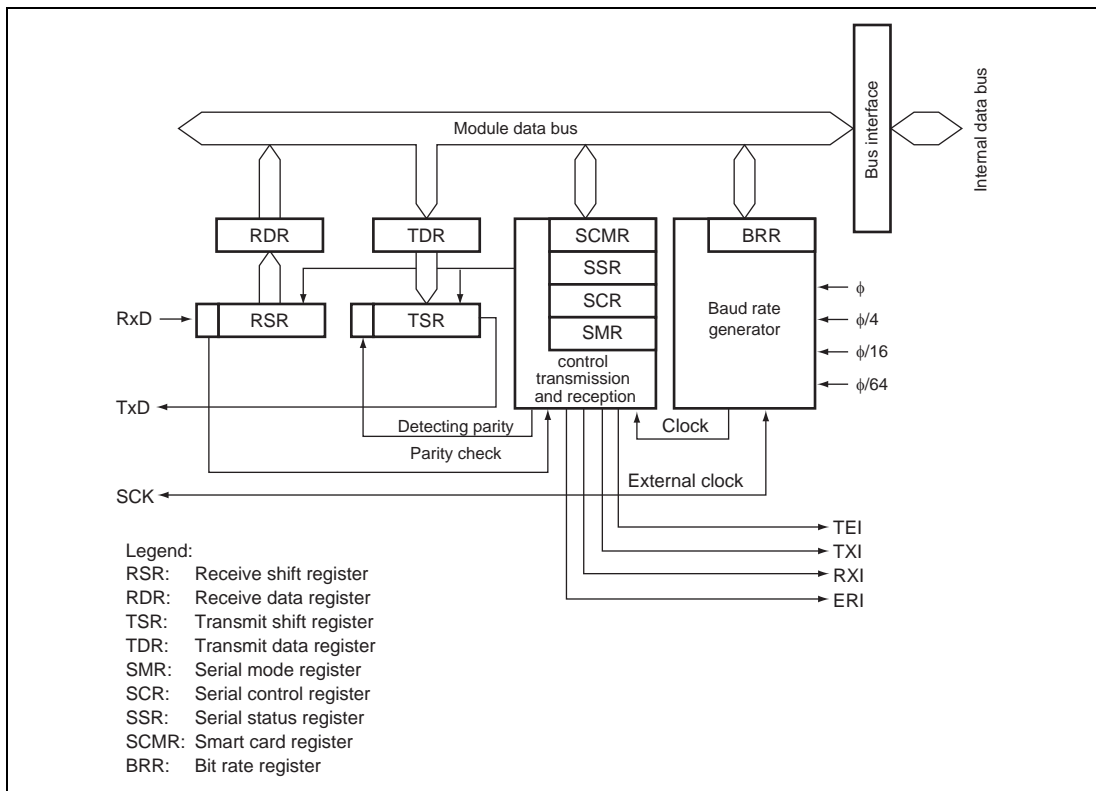 Module data bus
Bus interface
Internal data bus
RDR
TDR
SCMR
BRR
SSR
SCR
SMR
RxD
RSR
TSR
Baud rate
generator
ϕ
ϕ/4
ϕ/16
ϕ/64
control
transmission
and reception
TxD
Detecting parity
Clock
Parity check
External clock
SCK
TEI
TXI
RXI
ERI
Legend:
RSR: Receive shift register
RDR: Receive data register
TSR: Transmit shift register
TDR: Transmit data register
SMR: Serial mode register
SCR: Serial control register
SSR: Serial status register
SCMR: Smart card register
BRR: Bit rate register